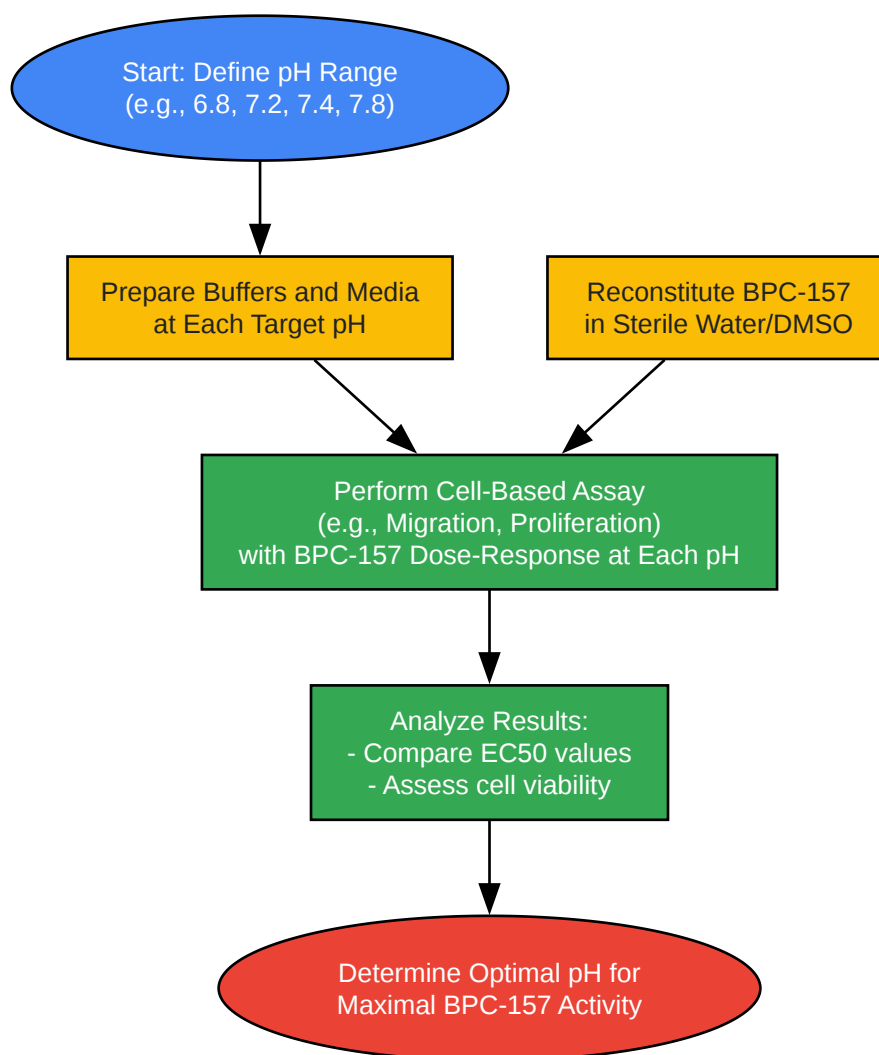 Start: Define pH Range
(e.g., 6.8, 7.2, 7.4, 7.8)
Prepare Buffers and Media
at Each Target pH
Reconstitute BPC-157
in Sterile Water/DMSO
Perform Cell-Based Assay
(e.g., Migration, Proliferation)
with BPC-157 Dose-Response at Each pH
Analyze Results:
- Compare EC50 values
- Assess cell viability
Determine Optimal pH for
Maximal BPC-157 Activity